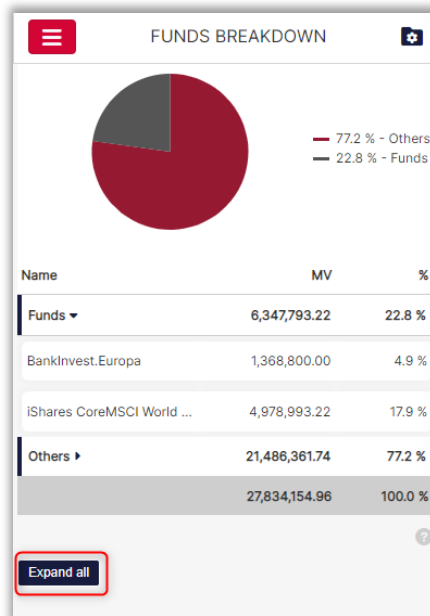 FUNDS BREAKDOWN
77.2 % - Others
22.8 % - Funds
Name MV %
Funds 6,347,793.22 22.8 %
BankInvest.Europa 1,368,800.00 4.9 %
iShares CoreMSCI World ... 4,978,993.22 17.9 %
Others 21,486,361.74 77.2 %
27,834,154.96 100.0 %
?
Expand all